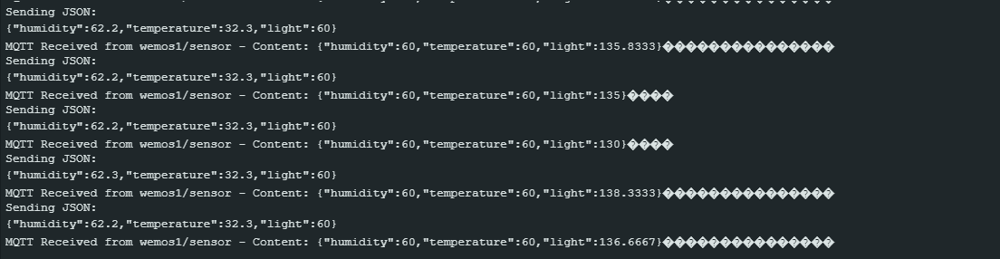 Sending JSON:
{"humidity":62.2,"temperature":32.3,"light":60}
MQTT Received from wemos1/sensor - Content: {"humidity":60,"temperature":60,"light":135.8333}�������������������
Sending JSON:
{"humidity":62.2,"temperature":32.3,"light":60}
MQTT Received from wemos1/sensor - Content: {"humidity":60,"temperature":60,"light":135}����
Sending JSON:
{"humidity":62.2,"temperature":32.3,"light":60}
MQTT Received from wemos1/sensor - Content: {"humidity":60,"temperature":60,"light":130}����
Sending JSON:
{"humidity":62.3,"temperature":32.3,"light":60}
MQTT Received from wemos1/sensor - Content: {"humidity":60,"temperature":60,"light":138.3333}�������������������
Sending JSON:
{"humidity":62.2,"temperature":32.3,"light":60}
MQTT Received from wemos1/sensor - Content: {"humidity":60,"temperature":60,"light":136.6667}�������������������